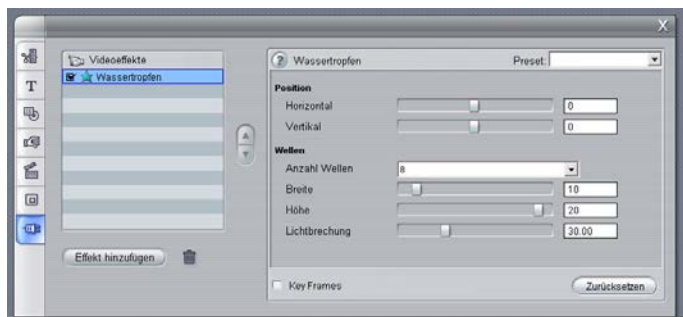 X
T
Videoeffekte
Wassertropfen
Effekt hinzufügen
? Wassertropfen Preset:
Position
Horizontal 0
Vertikal 0
Wellen
Anzahl Wellen 8
Breite 10
Höhe 20
Lichtbrechung 30.00
Key Frames Zurücksetzen